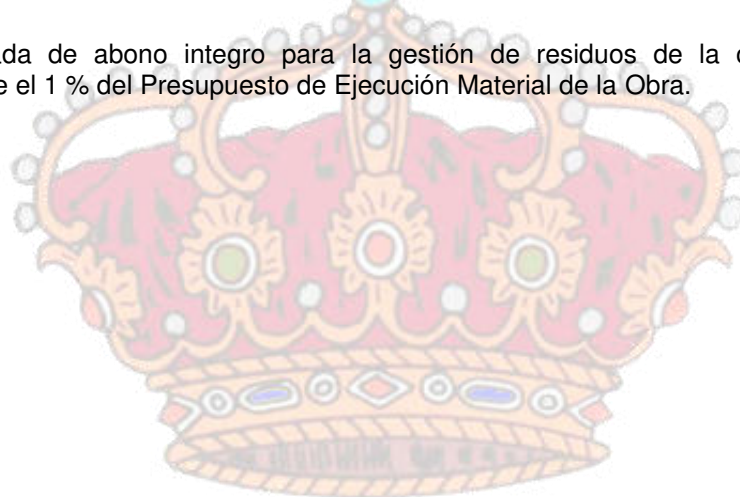 ada de abono integro para la gestión de residuos de la
e el 1 % del Presupuesto de Ejecución Material de la Obra.